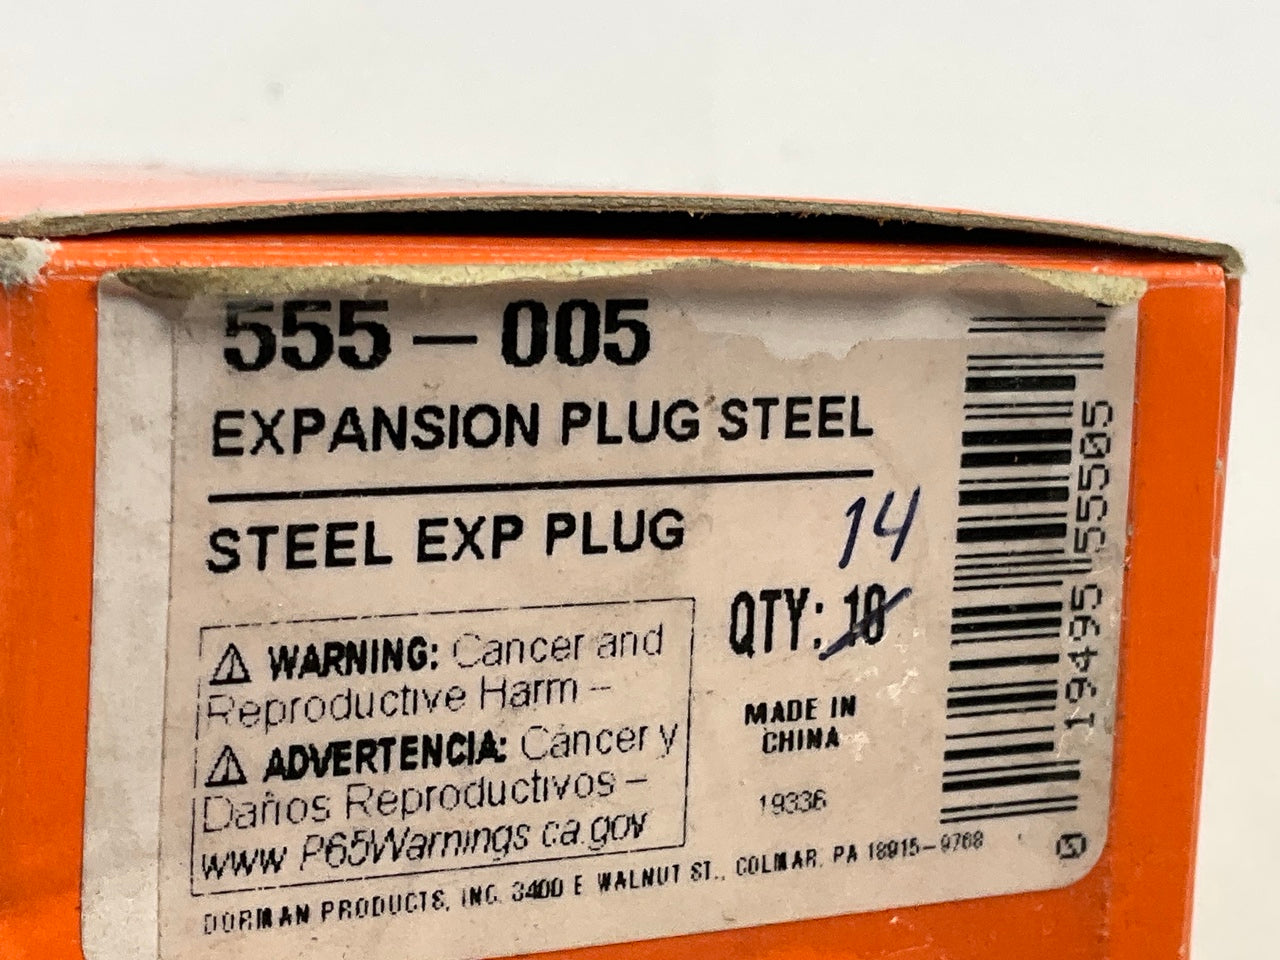 555-005
EXPANSION PLUG STEEL
STEEL EXP PLUG
14
QTY: 10
⚠ WARNING: Cancer and
Reproductive Harm –
⚠ ADVERTENCIA: Cáncer y
Daños Reproductivos –
www P65Warnings ca.gov
MADE IN
CHINA
19336
DORMAN PRODUCTS, INC. 3400 E WALNUT ST., COLMAR, PA 18915-9768
19495 55505
0